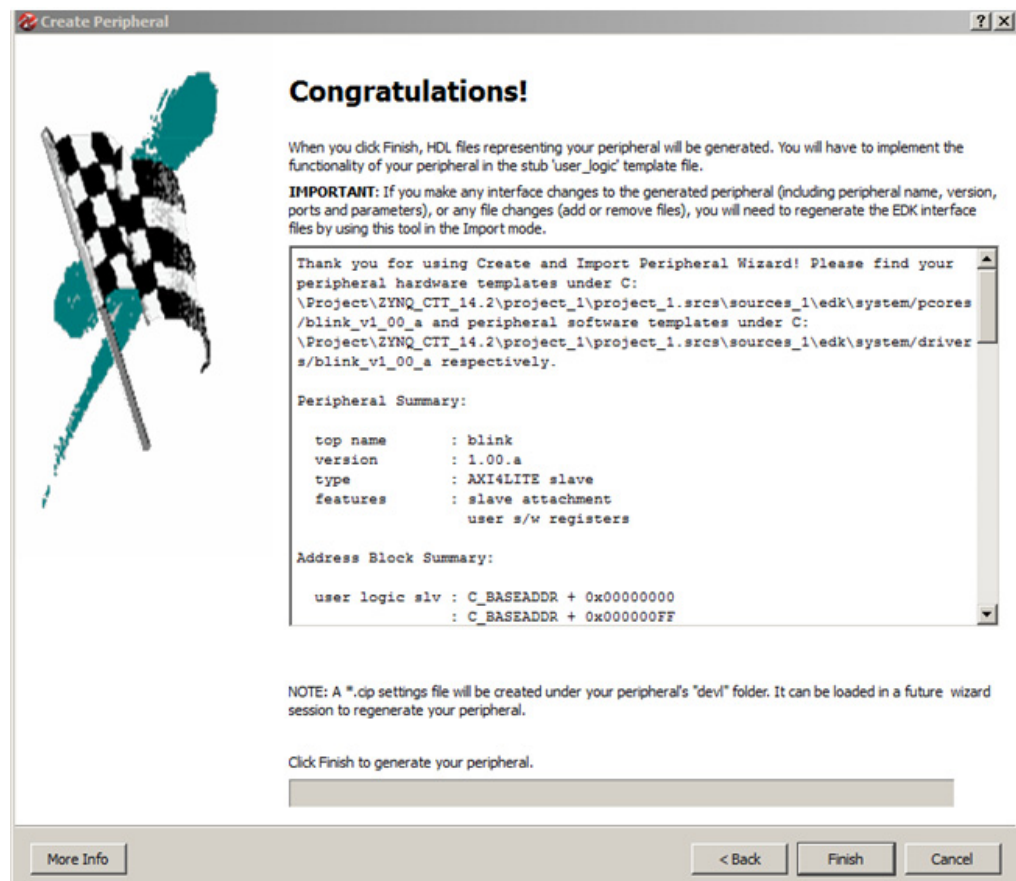 Create Peripheral
Congratulations!
When you click Finish, HDL files representing your peripheral will be generated. You will have to implement the
functionality of your peripheral in the stub 'user_logic' template file.
IMPORTANT: If you make any interface changes to the generated peripheral (including peripheral name, version,
ports and parameters), or any file changes (add or remove files), you will need to regenerate the EDK interface
files by using this tool in the Import mode.
Thank you for using Create and Import Peripheral Wizard! Please find your
peripheral hardware templates under C:
\Project\ZYNQ_CTT_14.2\project_1\project_1.srcs\sources_1\edk\system/pcores
/blink_v1_00_a and peripheral software templates under C:
\Project\ZYNQ_CTT_14.2\project_1\project_1.srcs\sources_1\edk\system/driver
s/blink_v1_00_a respectively.
Peripheral Summary:
top name : blink
version : 1.00.a
type : AXI4LITE slave
features : slave attachment
user s/w registers
Address Block Summary:
user logic slv : C_BASEADDR + 0x00000000
: C_BASEADDR + 0x000000FF
NOTE: A *.cip settings file will be created under your peripheral's "devl" folder. It can be loaded in a future wizard
session to regenerate your peripheral.
Click Finish to generate your peripheral.
More Info
< Back
Finish
Cancel